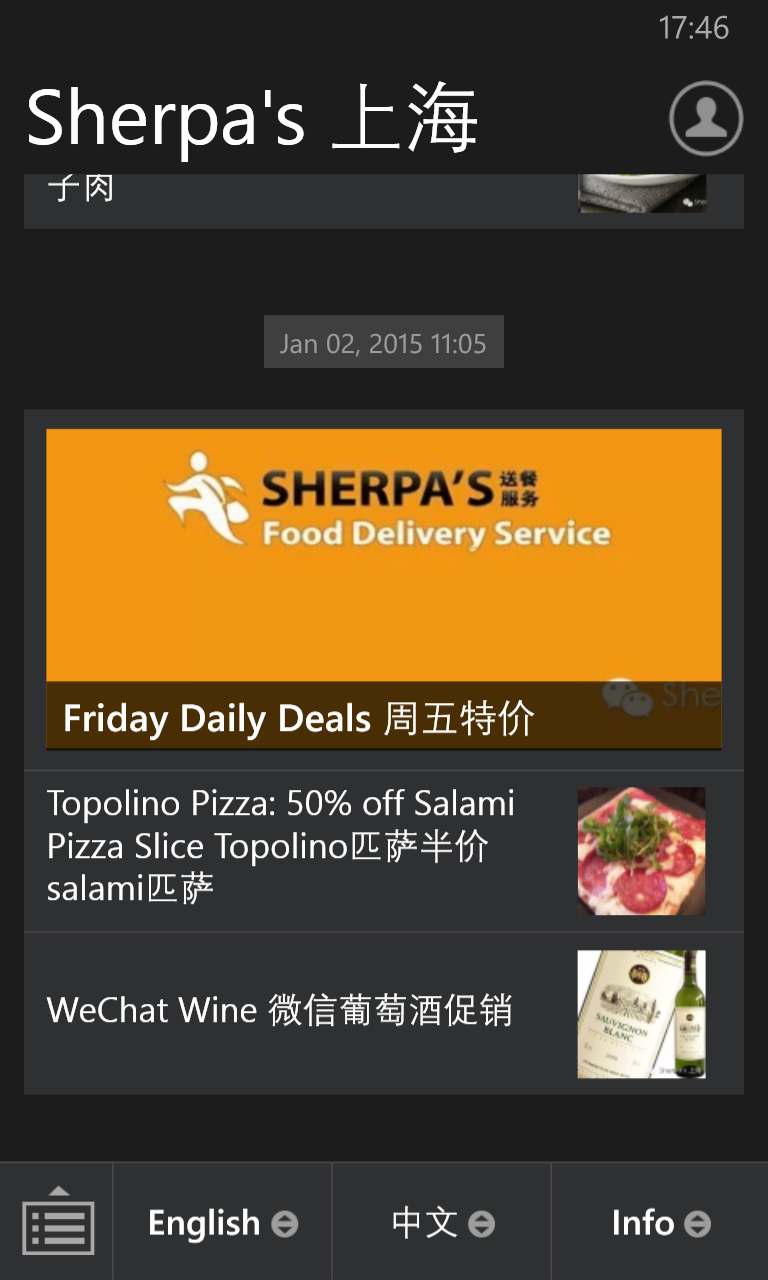 17:46
Sherpa's 上海
子肉
Jan 02, 2015 11:05
SHERPA'S 送餐
服务
Food Delivery Service
She
Friday Daily Deals 周五特价
Topolino Pizza: 50% off Salami
Pizza Slice Topolino匹萨半价
salami匹萨
WeChat Wine 微信葡萄酒促销
SAUVIGNON
BLANC
Sherpa's 上海
English
中文
Info